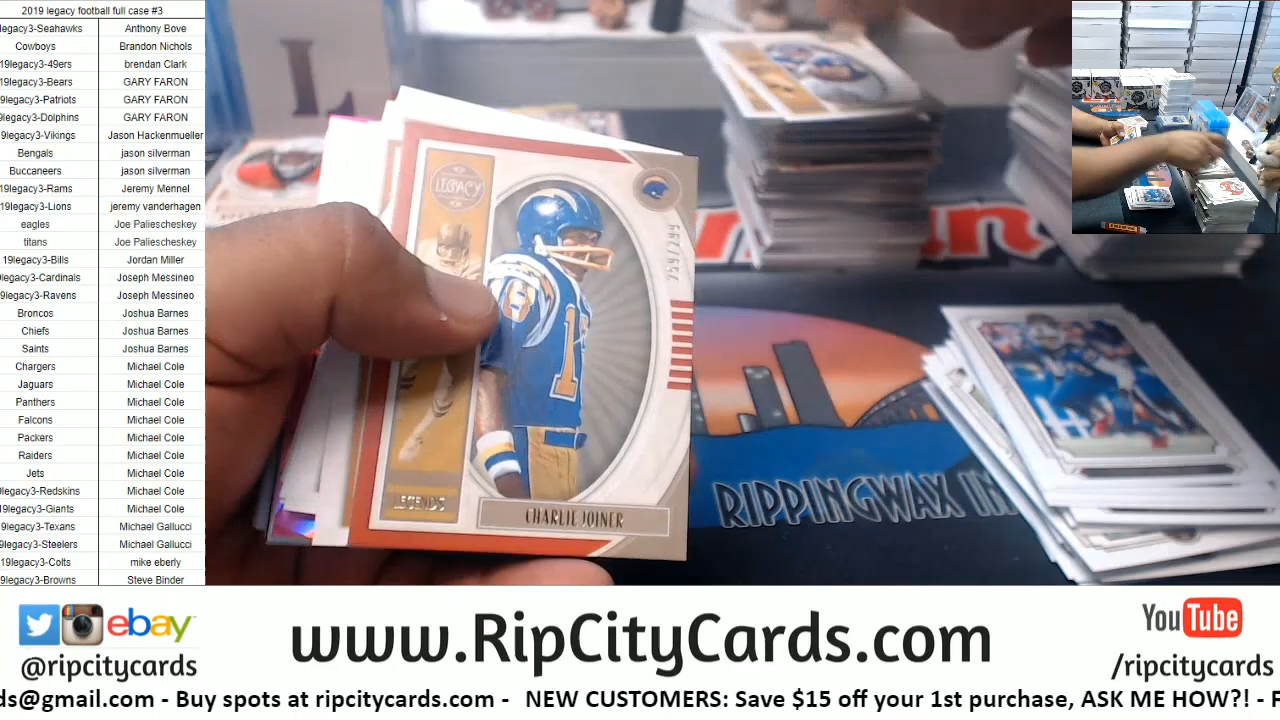 2019 legacy football full case #3
legacy3-Seahawks Anthony Bove
Cowboys Brandon Nichols
19legacy3-49ers brendan Clark
9legacy3-Bears GARY FARON
9legacy3-Patriots GARY FARON
9legacy3-Dolphins GARY FARON
9legacy3-Vikings Jason Hackenmueller
Bengals jason silverman
Buccaneers jason silverman
9legacy3-Rams Jeremy Mennel
9legacy3-Lions jeremy vanderhagen
eagles Joe Paliescheskey
titans Joe Paliescheskey
19legacy3-Bills Jordan Miller
9legacy3-Cardinals Joseph Messineo
9legacy3-Ravens Joseph Messineo
Broncos Joshua Barnes
Chiefs Joshua Barnes
Saints Joshua Barnes
Chargers Michael Cole
Jaguars Michael Cole
Panthers Michael Cole
Falcons Michael Cole
Packers Michael Cole
Raiders Michael Cole
Jets Michael Cole
legacy3-Redskins Michael Cole
9legacy3-Giants Michael Cole
9legacy3-Texans Michael Gallucci
9legacy3-Steelers Michael Gallucci
19legacy3-Colts mike eberly
9legacy3-Browns Steve Binder
LEGACY
LEGENDS
CHARLIE JOINER
RIPPINGWAX IN
ebay
@ripcitycards
www.RipCityCards.com
YouTube
/ripcitycards
ds@gmail.com - Buy spots at ripcitycards.com - NEW CUSTOMERS: Save $15 off your 1st purchase, ASK ME HOW?! - F